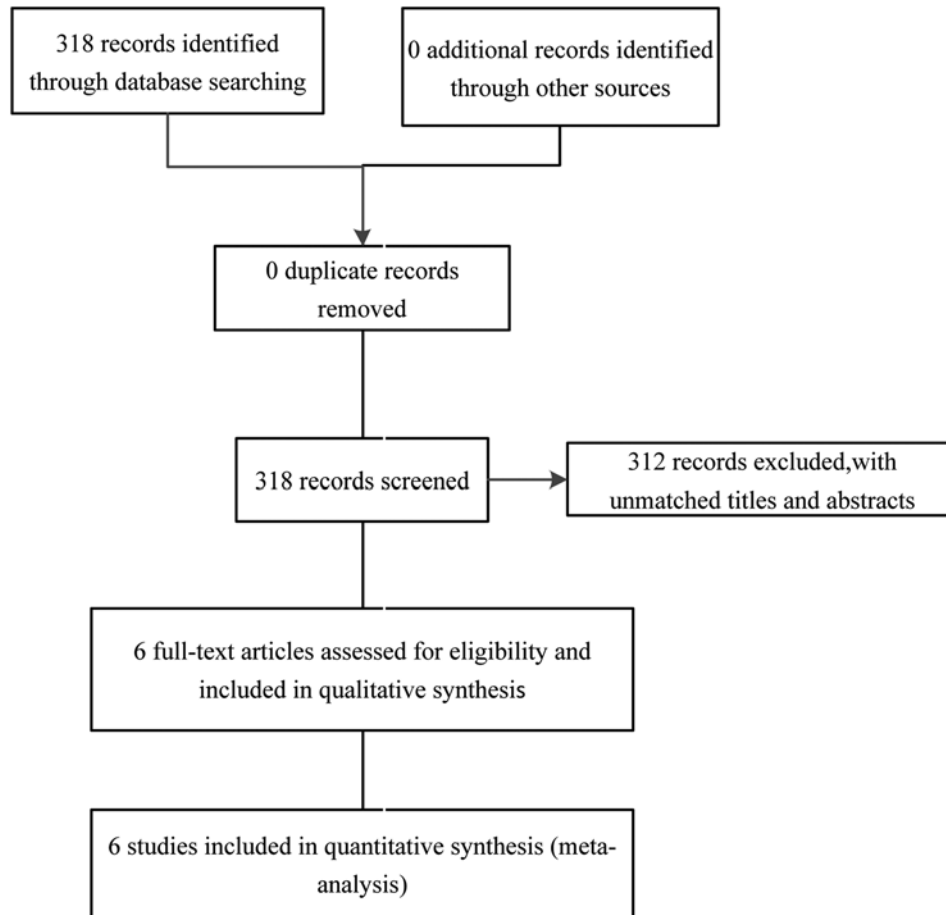 318 records identified
through database searching
0 additional records identified
through other sources
0 duplicate records
removed
318 records screened
312 records excluded,with
unmatched titles and abstracts
6 full-text articles assessed for eligibility and
included in qualitative synthesis
6 studies included in quantitative synthesis (meta-
analysis)